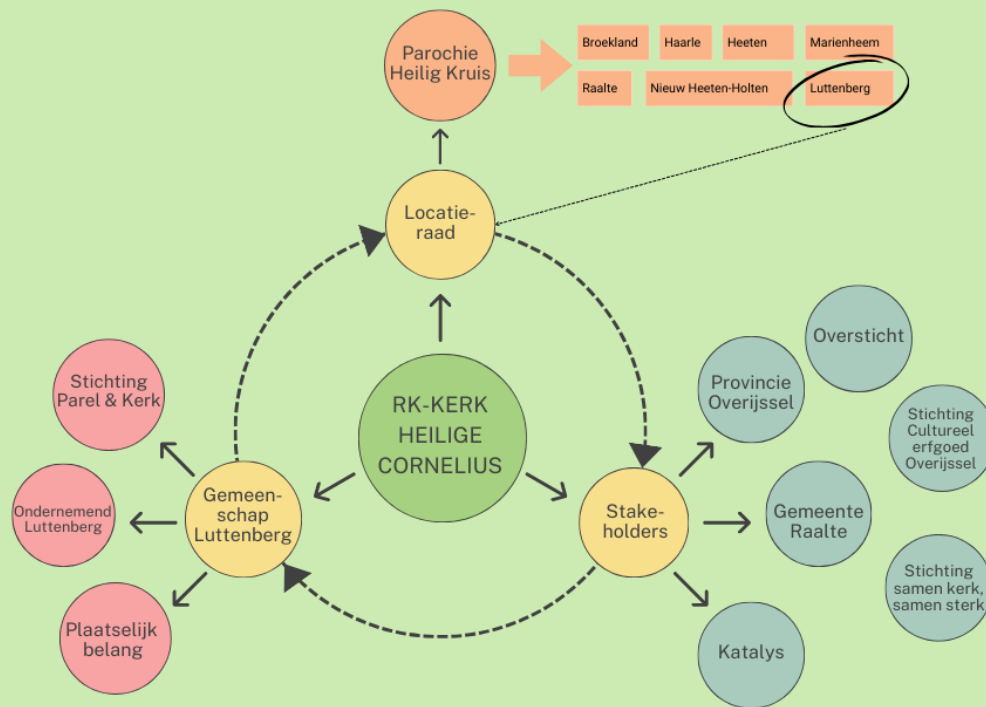 Parochie
Heilig Kruis
Broekland
Haarle
Heeten
Marienheem
Raalte
Nieuw Heeten-Holten
Luttenberg
Locatie-
raad
RK-KERK
HEILIGE
CORNELIUS
Gemeen-
schap
Luttenberg
Stake-
holders
Stichting
Parel & Kerk
Ondernemend
Luttenberg
Plaatselijk
belang
Provincie
Overijssel
Oversticht
Stichting
Cultureel
erfgoed
Overijssel
Gemeente
Raalte
Stichting
samen kerk,
samen sterk
Katalys